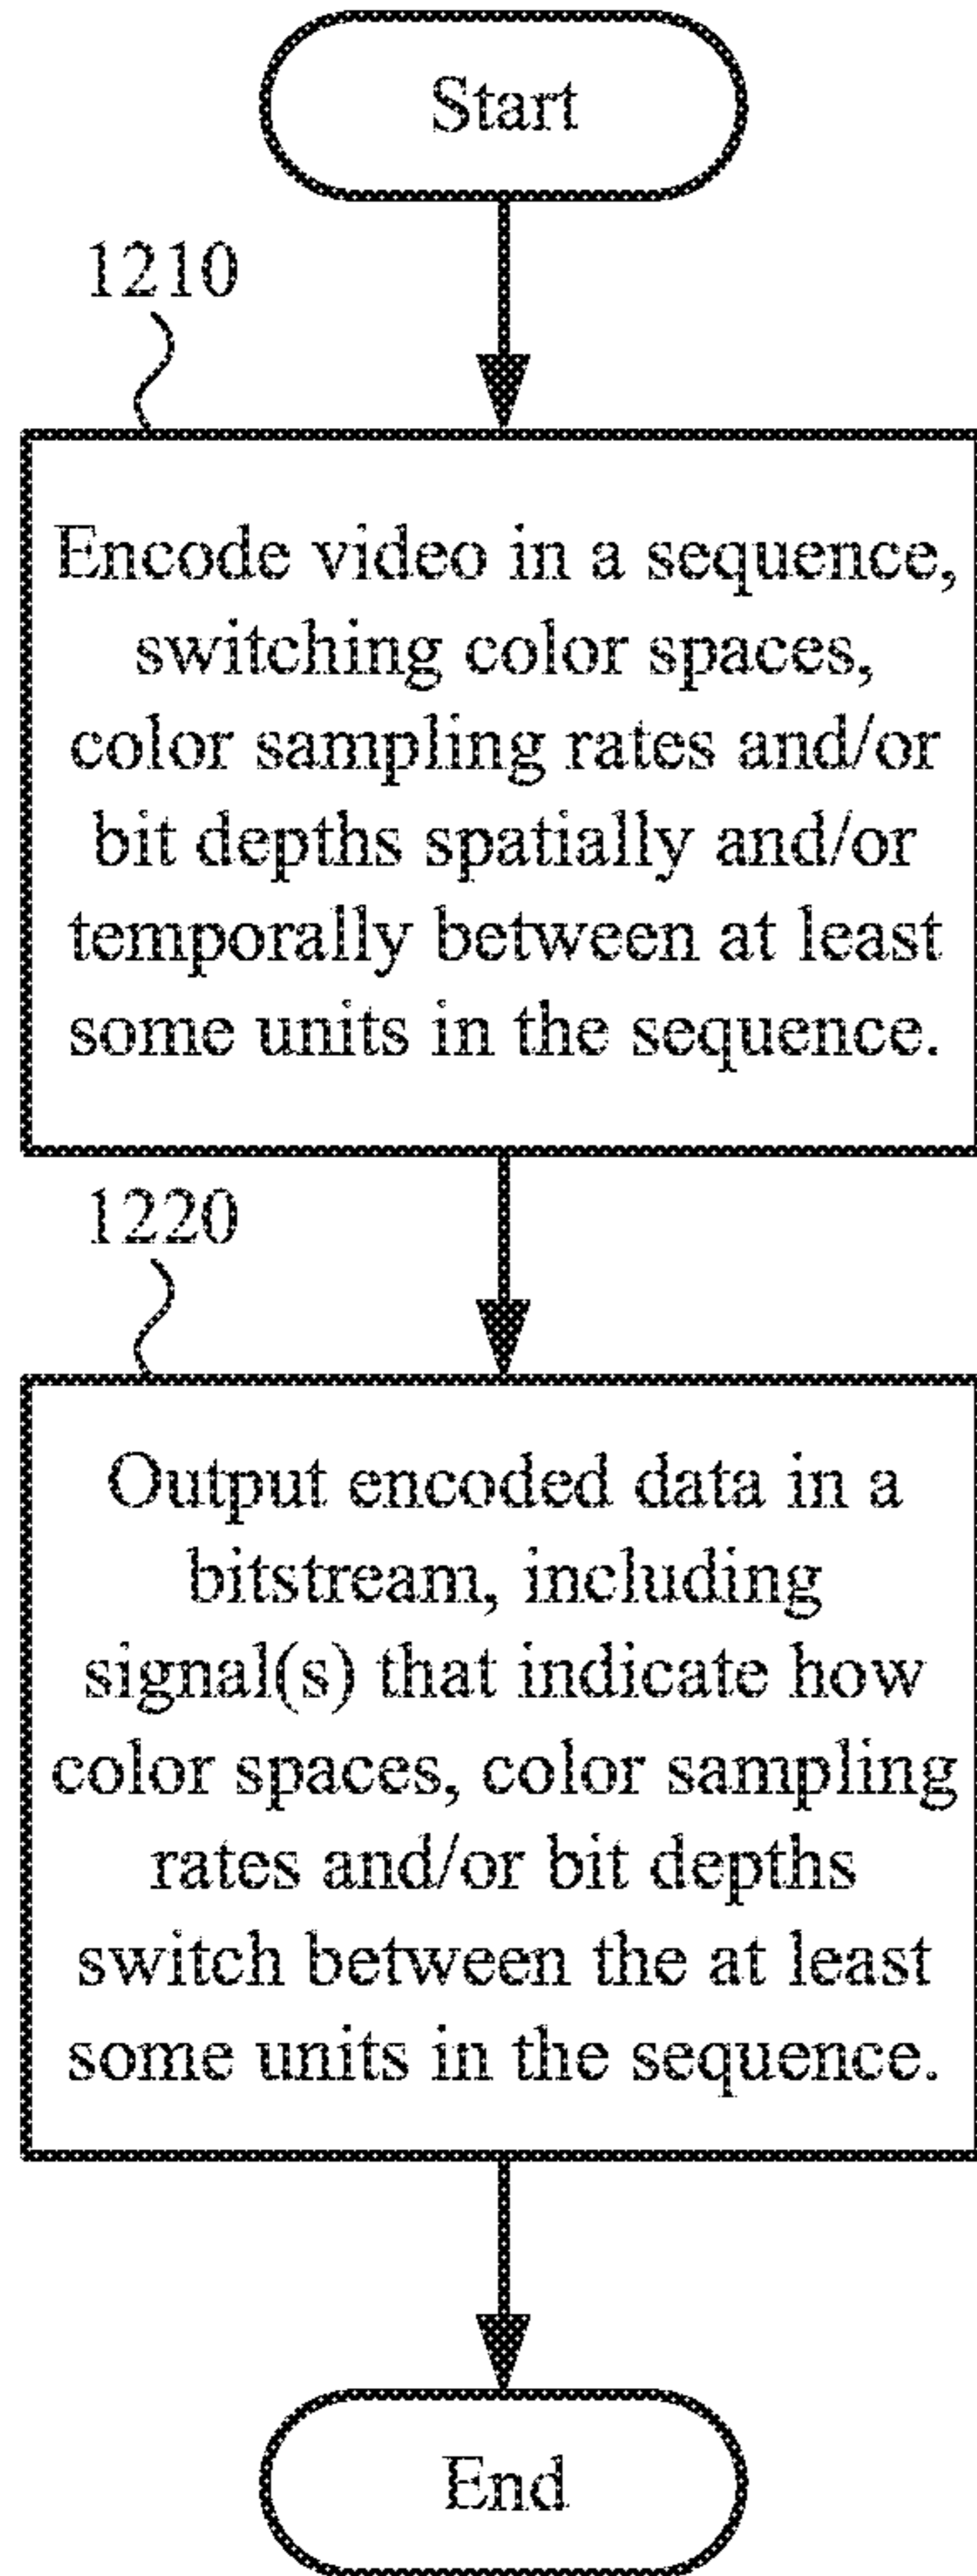 Start
1210
Encode video in a sequence,
switching color spaces,
color sampling rates and/or
bit depths spatially and/or
temporally between at least
some units in the sequence.
1220
Output encoded data in a
bitstream, including
signal(s) that indicate how
color spaces, color sampling
rates and/or bit depths
switch between the at least
some units in the sequence.
End